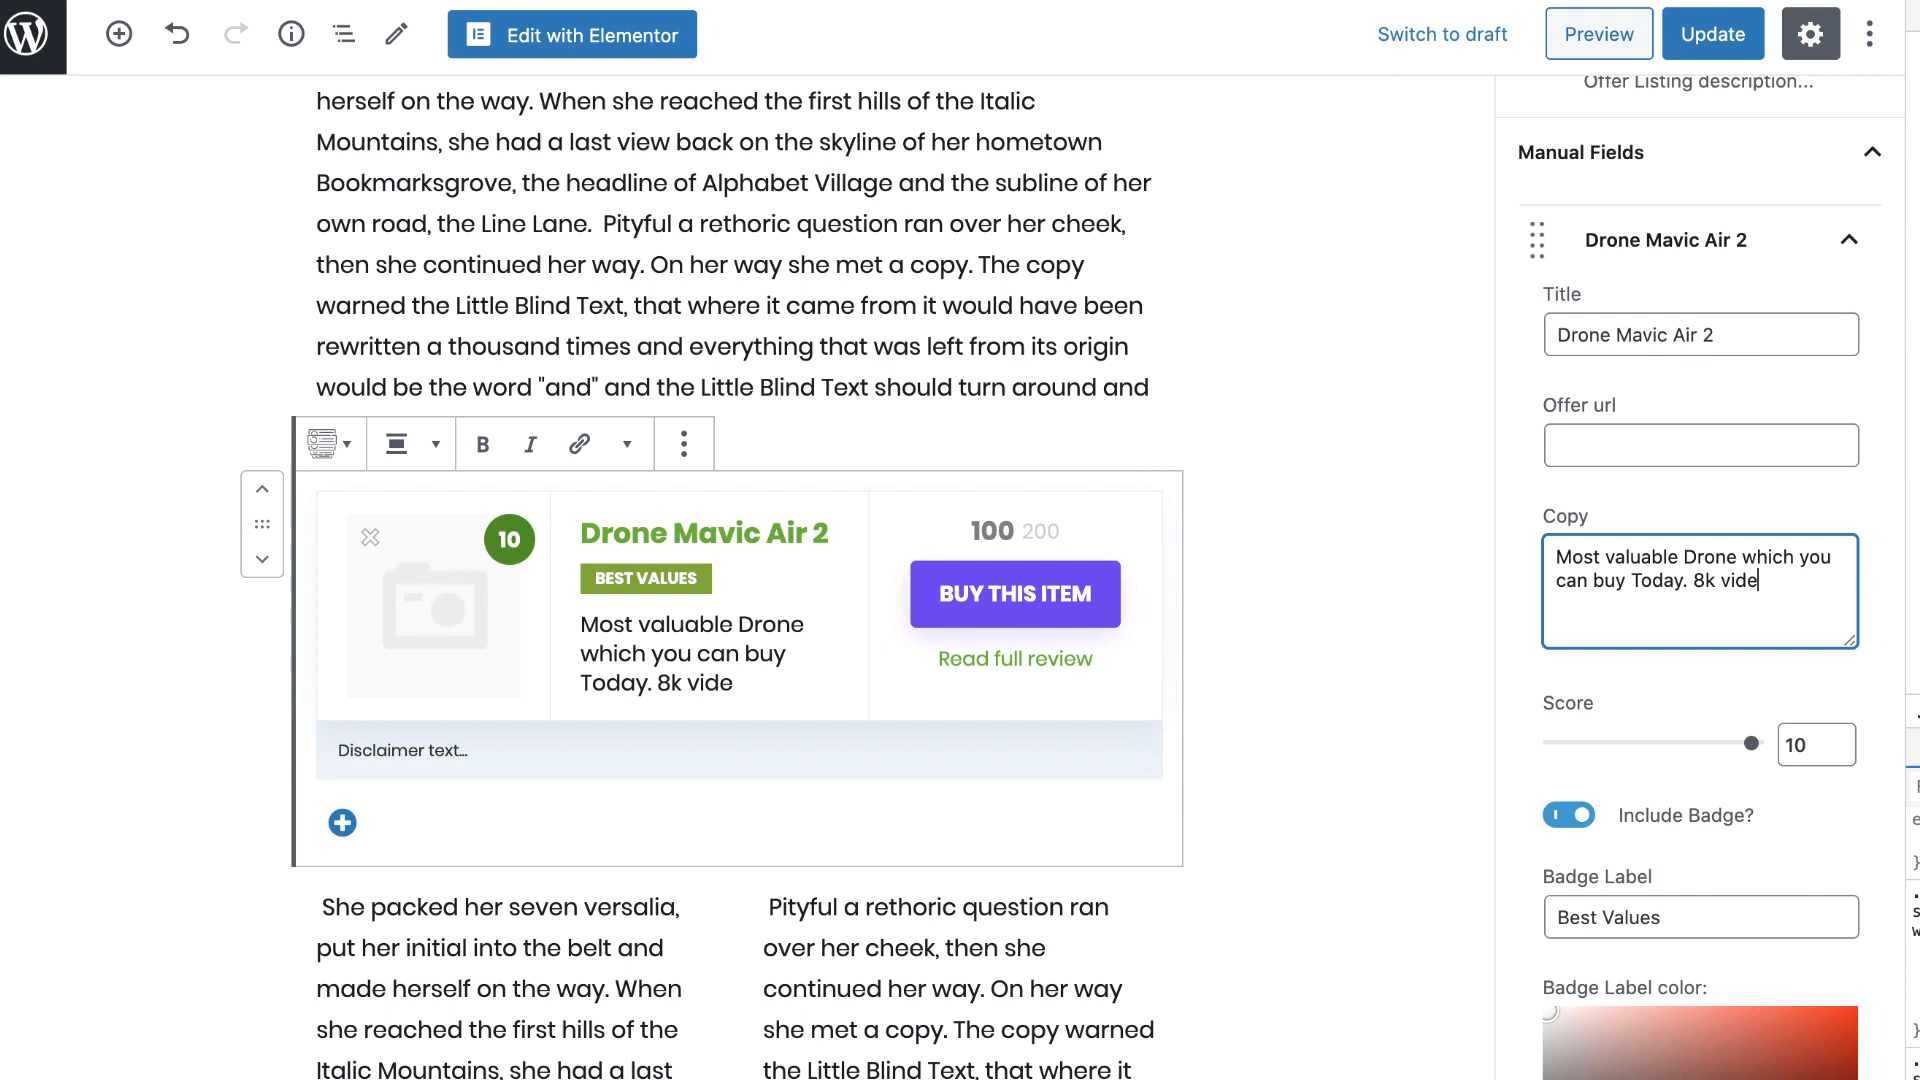 Edit with Elementor
Switch to draft
Preview
Update
Offer Listing description...
herself on the way. When she reached the first hills of the Italic
Mountains, she had a last view back on the skyline of her hometown
Bookmarksgrove, the headline of Alphabet Village and the subline of her
own road, the Line Lane.  Pityful a rethoric question ran over her cheek,
then she continued her way. On her way she met a copy. The copy
warned the Little Blind Text, that where it came from it would have been
rewritten a thousand times and everything that was left from its origin
would be the word "and" and the Little Blind Text should turn around and
B I
10
Drone Mavic Air 2
BEST VALUES
Most valuable Drone
which you can buy
Today. 8k vide
100 200
BUY THIS ITEM
Read full review
Disclaimer text...
She packed her seven versalia,
put her initial into the belt and
made herself on the way. When
she reached the first hills of the
Italic Mountains, she had a last
Pityful a rethoric question ran
over her cheek, then she
continued her way. On her way
she met a copy. The copy warned
the Little Blind Text, that where it
Manual Fields
Drone Mavic Air 2
Title
Drone Mavic Air 2
Offer url
Copy
Most valuable Drone which you
can buy Today. 8k vide
Score
10
Include Badge?
Badge Label
Best Values
Badge Label color: